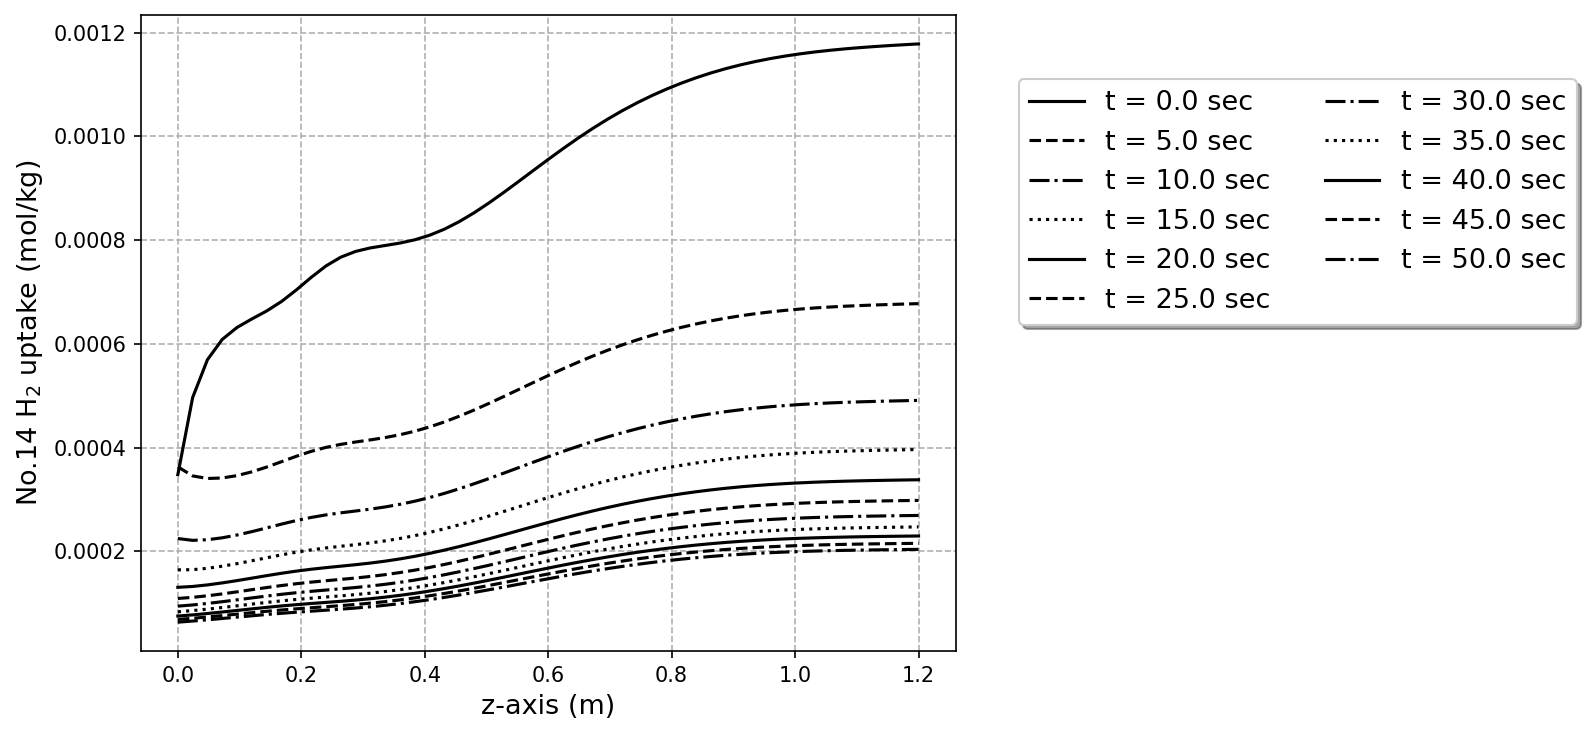 0.0012
0.0010
0.0008
0.0006
0.0004
0.0002
No.14 H₂ uptake (mol/kg)
0.0 0.2 0.4 0.6 0.8 1.0 1.2
z-axis (m)
t = 0.0 sec
t = 5.0 sec
t = 10.0 sec
t = 15.0 sec
t = 20.0 sec
t = 25.0 sec
t = 30.0 sec
t = 35.0 sec
t = 40.0 sec
t = 45.0 sec
t = 50.0 sec